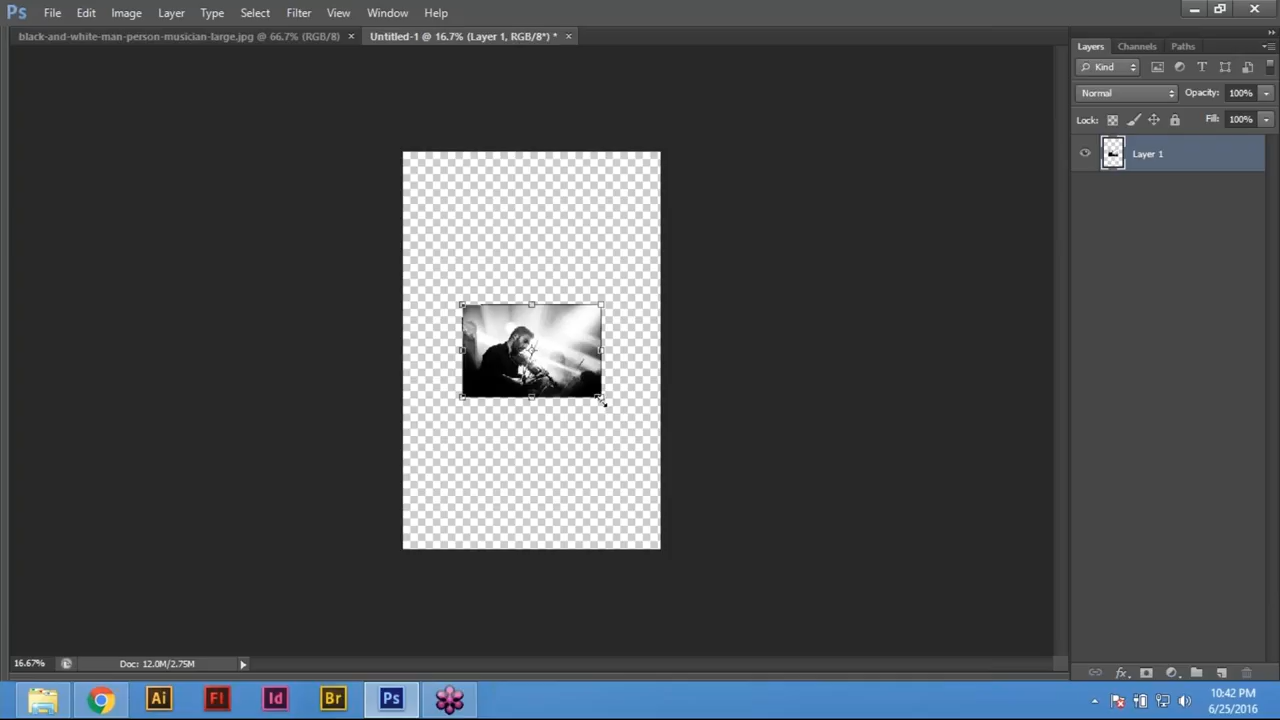 Ps File Edit Image Layer Type Select Filter View Window Help
black-and-white-man-person-musician-large.jpg @ 66.7% (RGB/8) × Untitled-1 @ 16.7% (Layer 1, RGB/8*) * ×
Layers Channels Paths
Kind
Normal Opacity: 100%
Lock: Fill: 100%
Layer 1
16.67% Doc: 12.0M/2.75M
fx
Ai Fl Id Br Ps
10:42 PM
6/25/2016